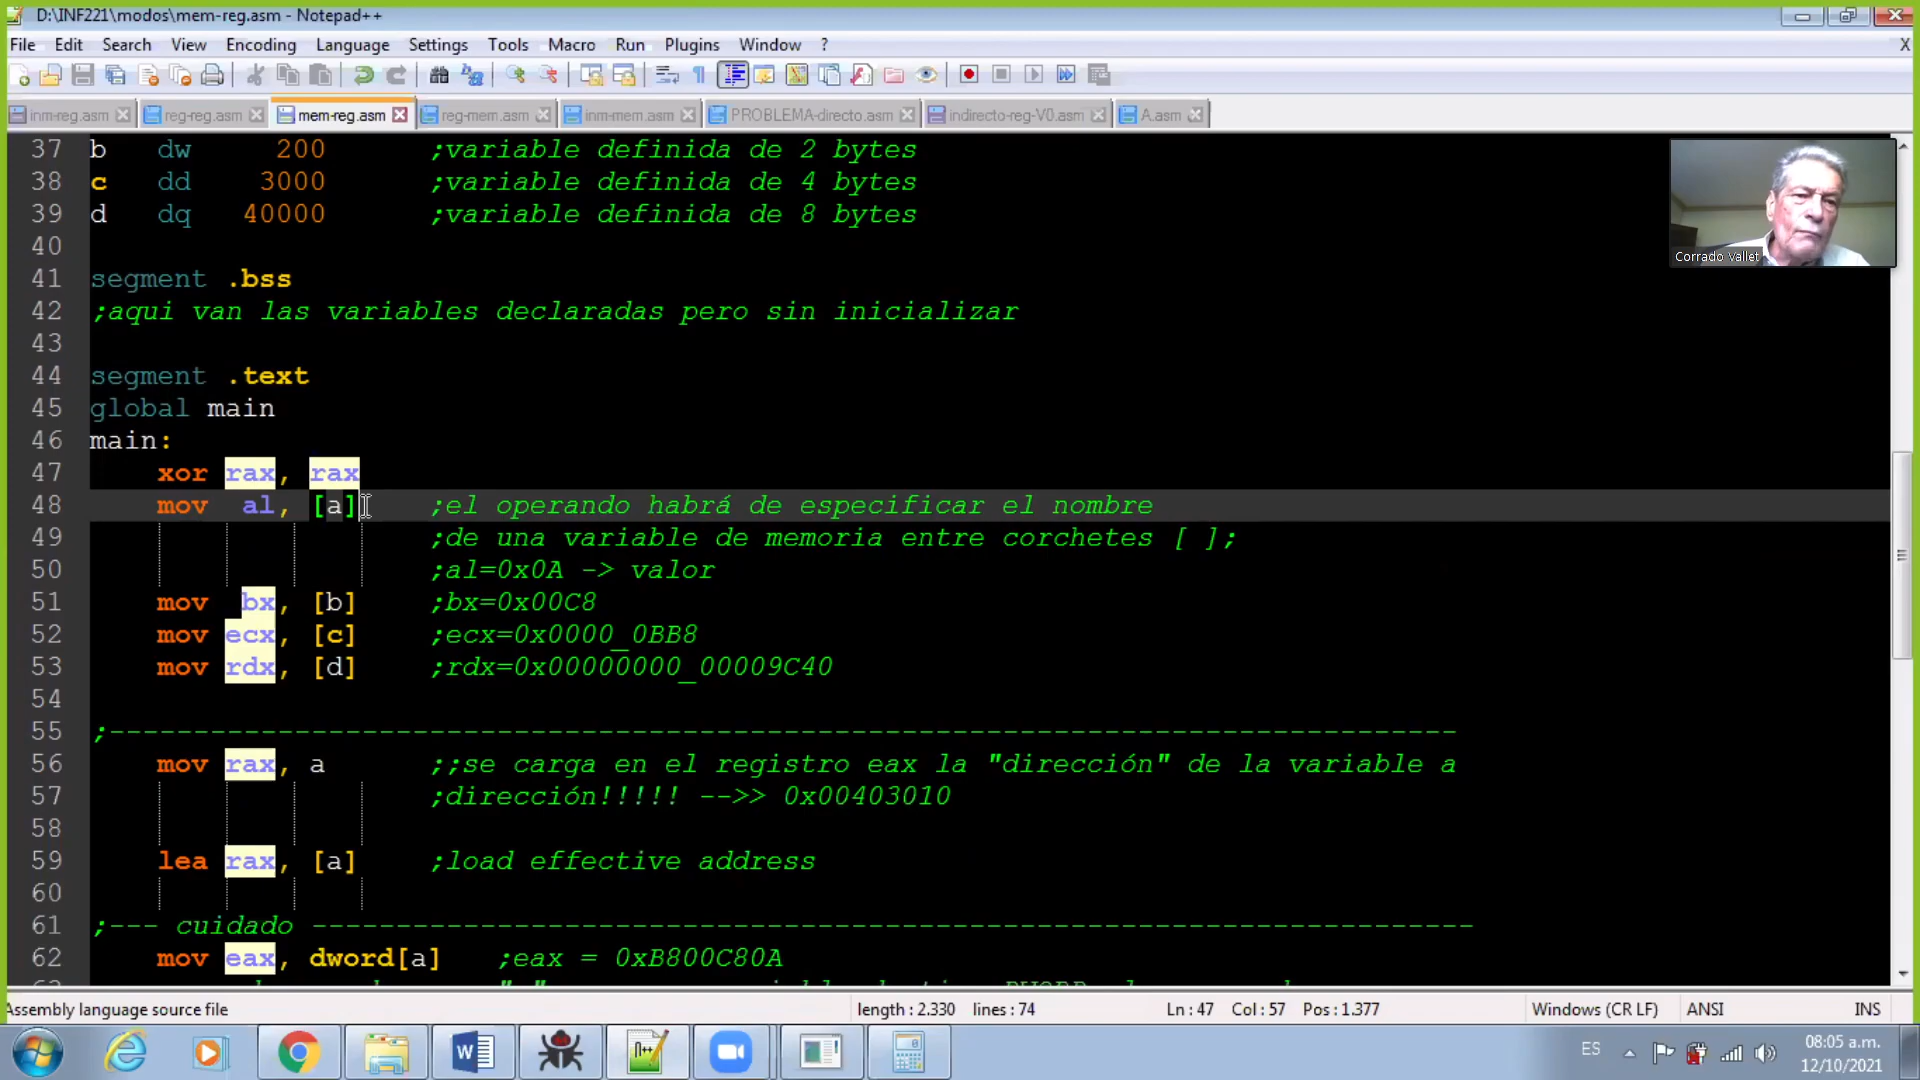 D:\INF221\modos\mem-reg.asm - Notepad++
File Edit Search View Encoding Language Settings Tools Macro Run Plugins Window ? X
inm-reg.asm reg-reg.asm mem-reg.asm reg-mem.asm inm-mem.asm PROBLEMA-directo.asm indirecto-reg-V0.asm A.asm
37 b dw 200 ;variable definida de 2 bytes
38 c dd 3000 ;variable definida de 4 bytes
39 d dq 40000 ;variable definida de 8 bytes
40
41 segment .bss
42 ;aqui van las variables declaradas pero sin inicializar
43
44 segment .text
45 global main
46 main:
47 xor rax, rax
48 mov al, [a] ;el operando habrá de especificar el nombre
49 ;de una variable de memoria entre corchetes [ ];
50 ;al=0x0A -> valor
51 mov bx, [b] ;bx=0x00C8
52 mov ecx, [c] ;ecx=0x0000_0BB8
53 mov rdx, [d] ;rdx=0x00000000_00009C40
54
55 ;--------------------------------------------------------------------------------
56 mov rax, a ;;se carga en el registro eax la "dirección" de la variable a
57 ;dirección!!!!! -->> 0x00403010
58
59 lea rax, [a] ;load effective address
60
61 ;--- cuidado ---------------------------------------------------------------------
62 mov eax, dword[a] ;eax = 0xB800C80A
Corrado Vallet
Assembly language source file length : 2.330 lines : 74 Ln : 47 Col : 57 Pos : 1.377 Windows (CR LF) ANSI INS
ES 08:05 a.m.
12/10/2021